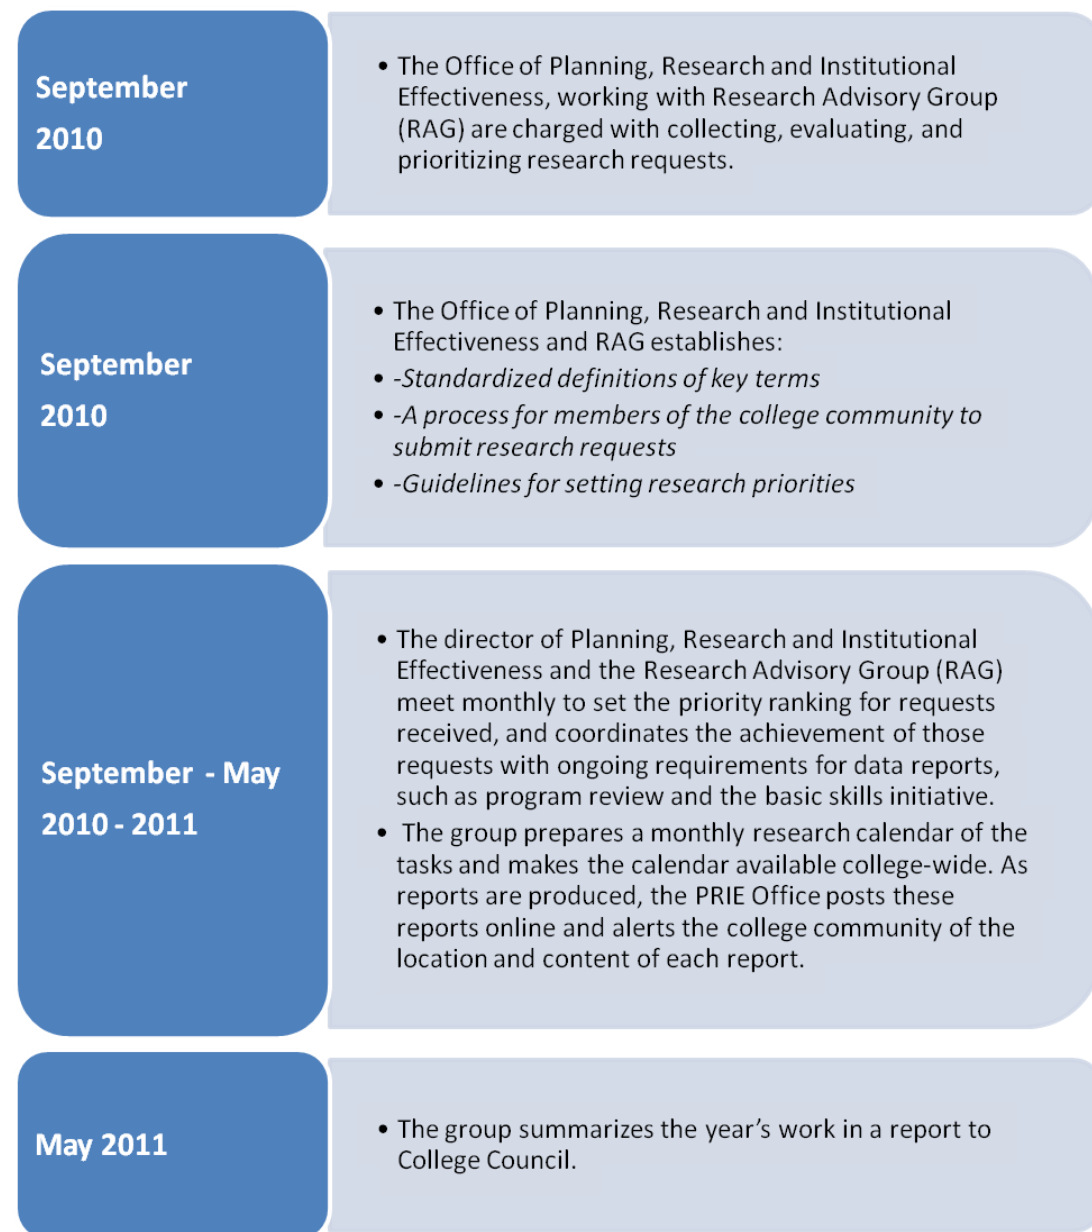 September
2010
• The Office of Planning, Research and Institutional
Effectiveness, working with Research Advisory Group
(RAG) are charged with collecting, evaluating, and
prioritizing research requests.
September
2010
• The Office of Planning, Research and Institutional
Effectiveness and RAG establishes:
• -Standardized definitions of key terms
• -A process for members of the college community to
submit research requests
• -Guidelines for setting research priorities
September - May
2010 - 2011
• The director of Planning, Research and Institutional
Effectiveness and the Research Advisory Group (RAG)
meet monthly to set the priority ranking for requests
received, and coordinates the achievement of those
requests with ongoing requirements for data reports,
such as program review and the basic skills initiative.
• The group prepares a monthly research calendar of the
tasks and makes the calendar available college-wide. As
reports are produced, the PRIE Office posts these
reports online and alerts the college community of the
location and content of each report.
May 2011
• The group summarizes the year’s work in a report to
College Council.